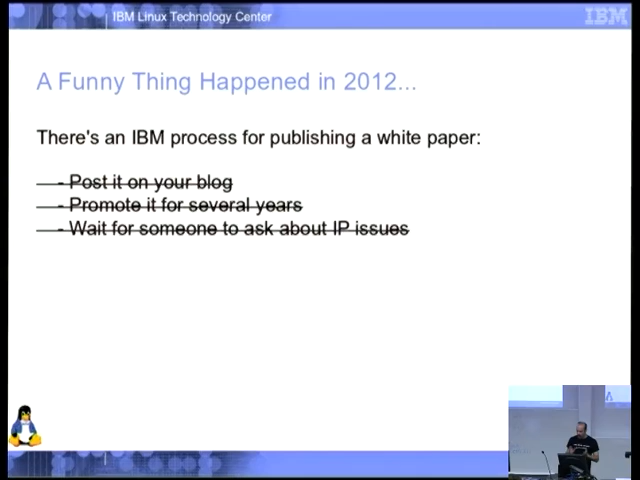 IBM Linux Technology Center
IBM
A Funny Thing Happened in 2012...
There's an IBM process for publishing a white paper:
- Post it on your blog
- Promote it for several years
- Wait for someone to ask about IP issues